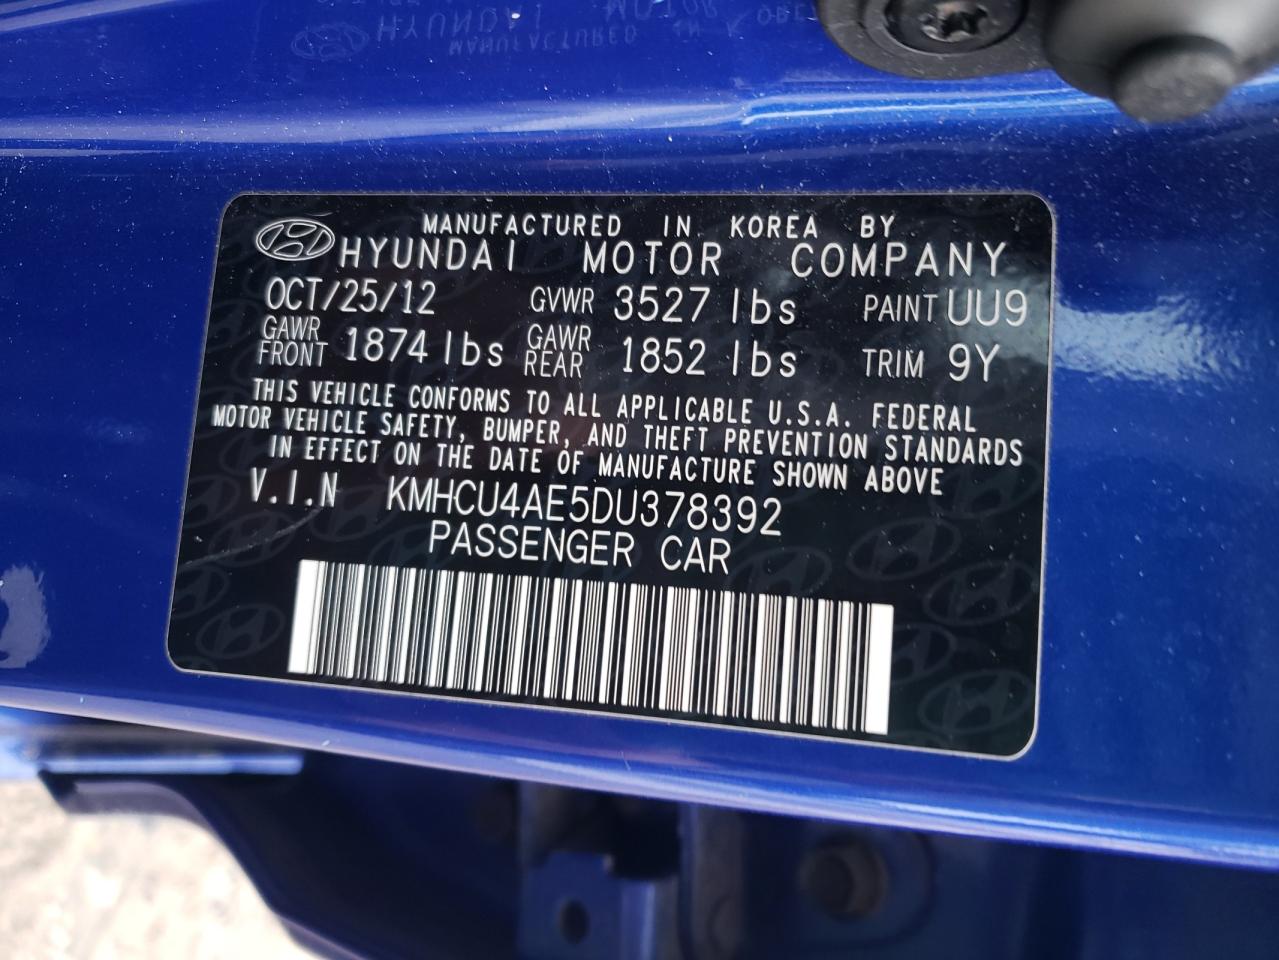 MANUFACTURED IN KOREA BY
HYUNDAI MOTOR COMPANY
OCT/25/12 GVWR 3527 lbs PAINT UU9
GAWR FRONT 1874 lbs GAWR REAR 1852 lbs TRIM 9Y
THIS VEHICLE CONFORMS TO ALL APPLICABLE U.S.A. FEDERAL
MOTOR VEHICLE SAFETY, BUMPER, AND THEFT PREVENTION STANDARDS
IN EFFECT ON THE DATE OF MANUFACTURE SHOWN ABOVE
V.I.N KMHCU4AE5DU378392
PASSENGER CAR